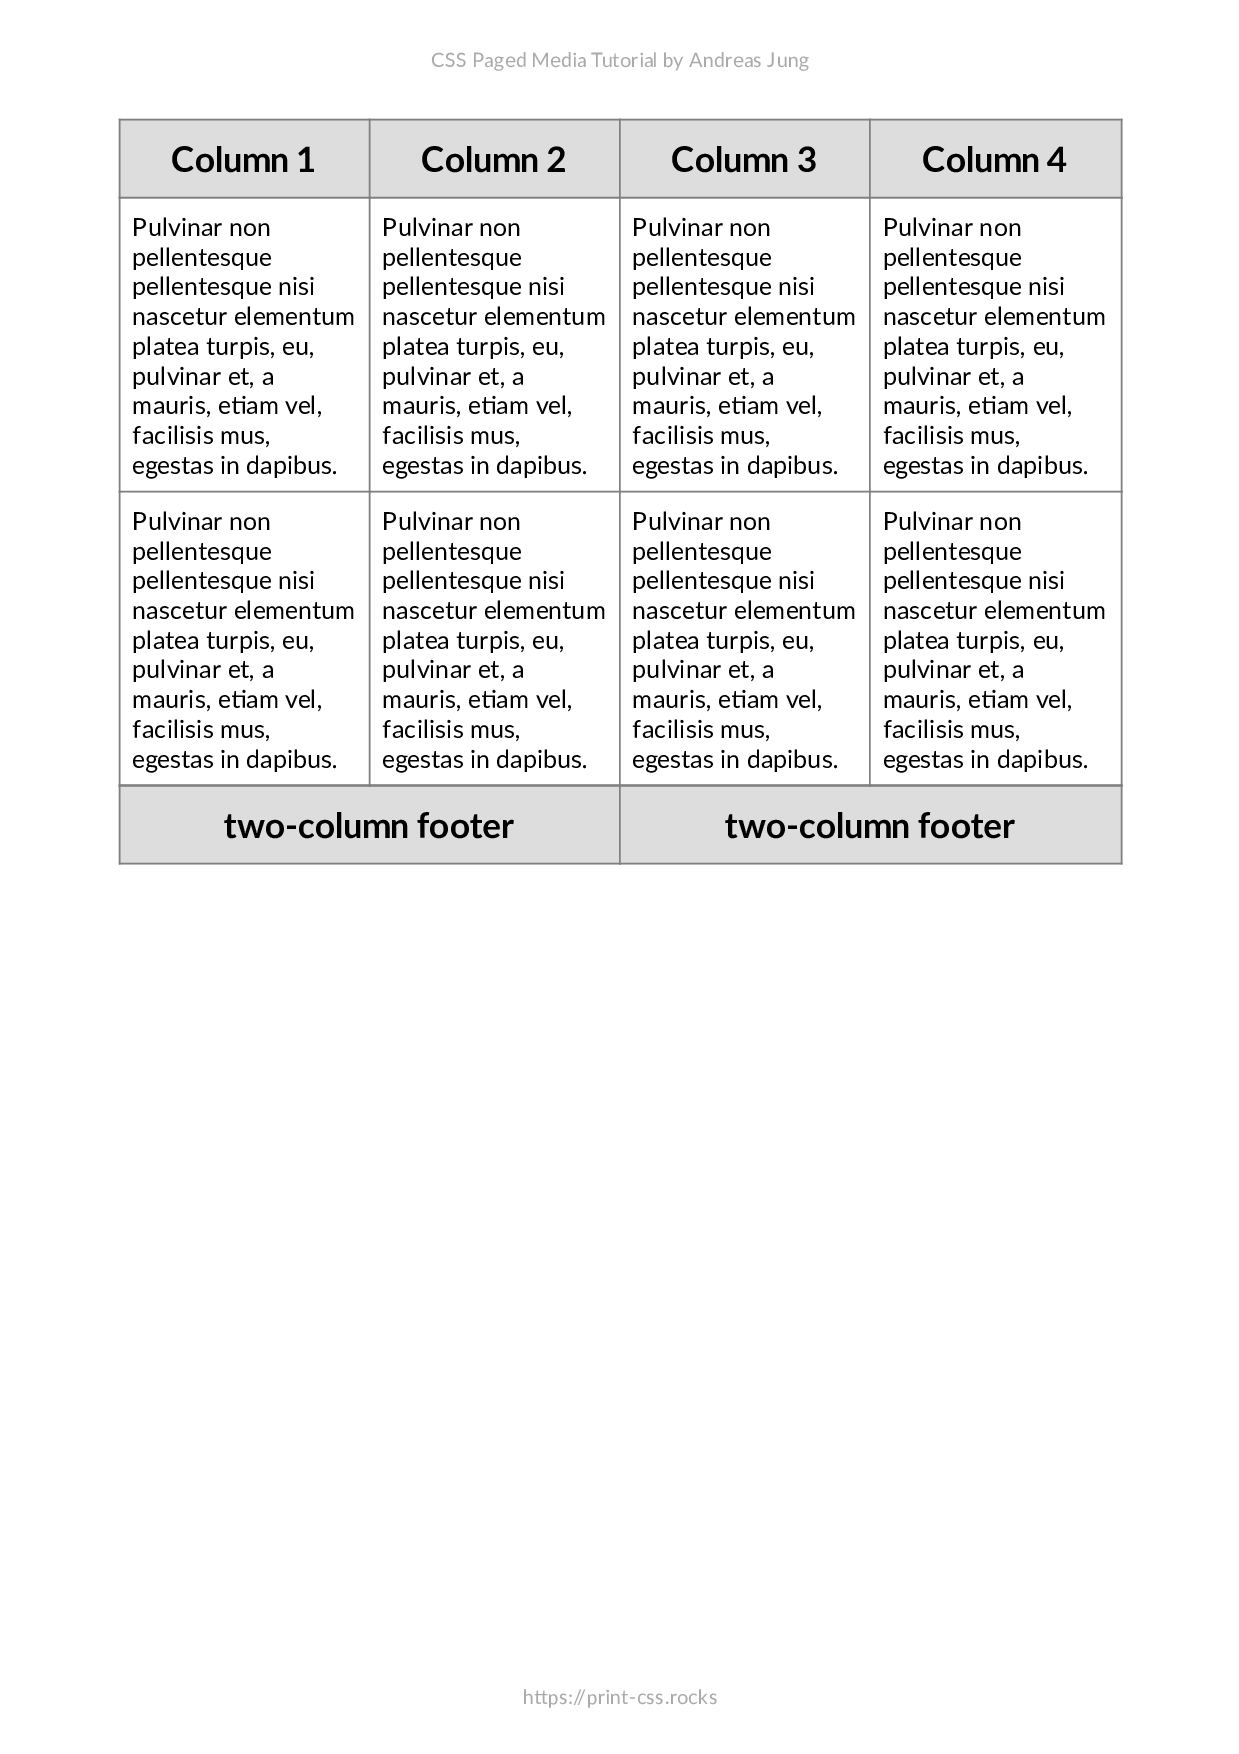 CSS Paged Media Tutorial by Andreas Jung
Column 1 Column 2 Column 3 Column 4
Pulvinar non Pulvinar non Pulvinar non Pulvinar non
pellentesque pellentesque pellentesque pellentesque
pellentesque nisi pellentesque nisi pellentesque nisi pellentesque nisi
nascetur elementum nascetur elementum nascetur elementum nascetur elementum
platea turpis, eu, platea turpis, eu, platea turpis, eu, platea turpis, eu,
pulvinar et, a pulvinar et, a pulvinar et, a pulvinar et, a
mauris, etiam vel, mauris, etiam vel, mauris, etiam vel, mauris, etiam vel,
facilisis mus, facilisis mus, facilisis mus, facilisis mus,
egestas in dapibus. egestas in dapibus. egestas in dapibus. egestas in dapibus.
Pulvinar non Pulvinar non Pulvinar non Pulvinar non
pellentesque pellentesque pellentesque pellentesque
pellentesque nisi pellentesque nisi pellentesque nisi pellentesque nisi
nascetur elementum nascetur elementum nascetur elementum nascetur elementum
platea turpis, eu, platea turpis, eu, platea turpis, eu, platea turpis, eu,
pulvinar et, a pulvinar et, a pulvinar et, a pulvinar et, a
mauris, etiam vel, mauris, etiam vel, mauris, etiam vel, mauris, etiam vel,
facilisis mus, facilisis mus, facilisis mus, facilisis mus,
egestas in dapibus. egestas in dapibus. egestas in dapibus. egestas in dapibus.
two-column footer two-column footer
https://print-css.rocks